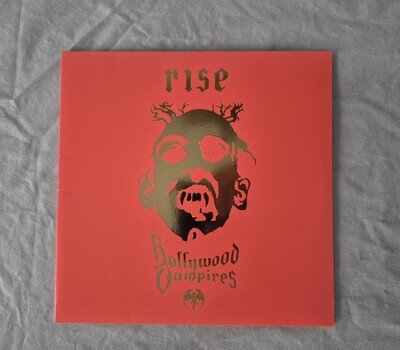 rise
Hollywood
Vampires